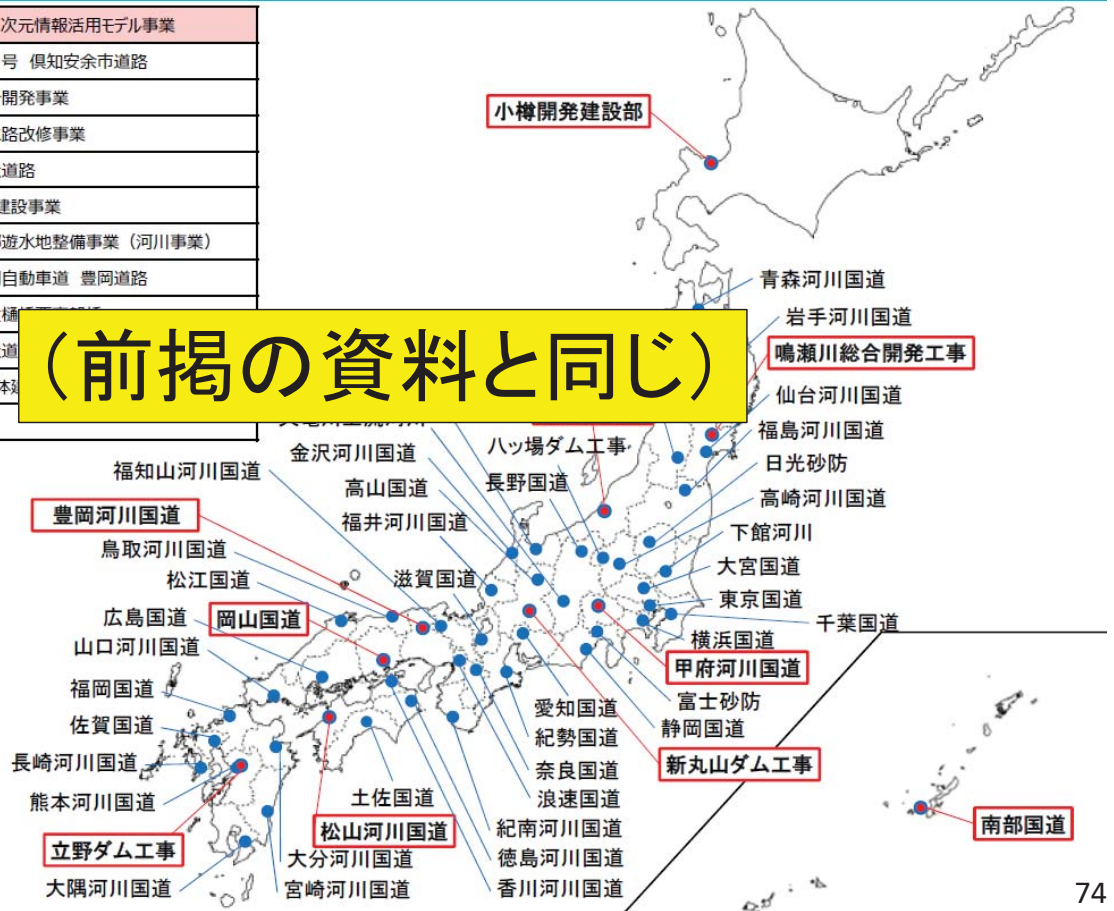 次元情報活用モデル事業
号 倶知安余市道路
開発事業
路改修事業
道路
建設事業
遊水地整備事業（河川事業）
自動車道 豊岡道路
（前掲の資料と同じ）
小樽開発建設部
青森河川国道
岩手河川国道
鳴瀬川総合開発工事
仙台河川国道
福島河川国道
日光砂防
高崎河川国道
下館河川
大宮国道
東京国道
千葉国道
横浜国道
甲府河川国道
富士砂防
静岡国道
新丸山ダム工事
八ッ場ダム工事
長野国道
金沢河川国道
高山国道
福井河川国道
滋賀国道
福知山河川国道
豊岡河川国道
鳥取河川国道
松江国道
広島国道
岡山国道
山口河川国道
福岡国道
佐賀国道
長崎河川国道
熊本河川国道
立野ダム工事
大隅河川国道
宮崎河川国道
大分河川国道
松山河川国道
土佐国道
愛知国道
紀勢国道
奈良国道
浪速国道
紀南河川国道
徳島河川国道
香川河川国道
南部国道
74